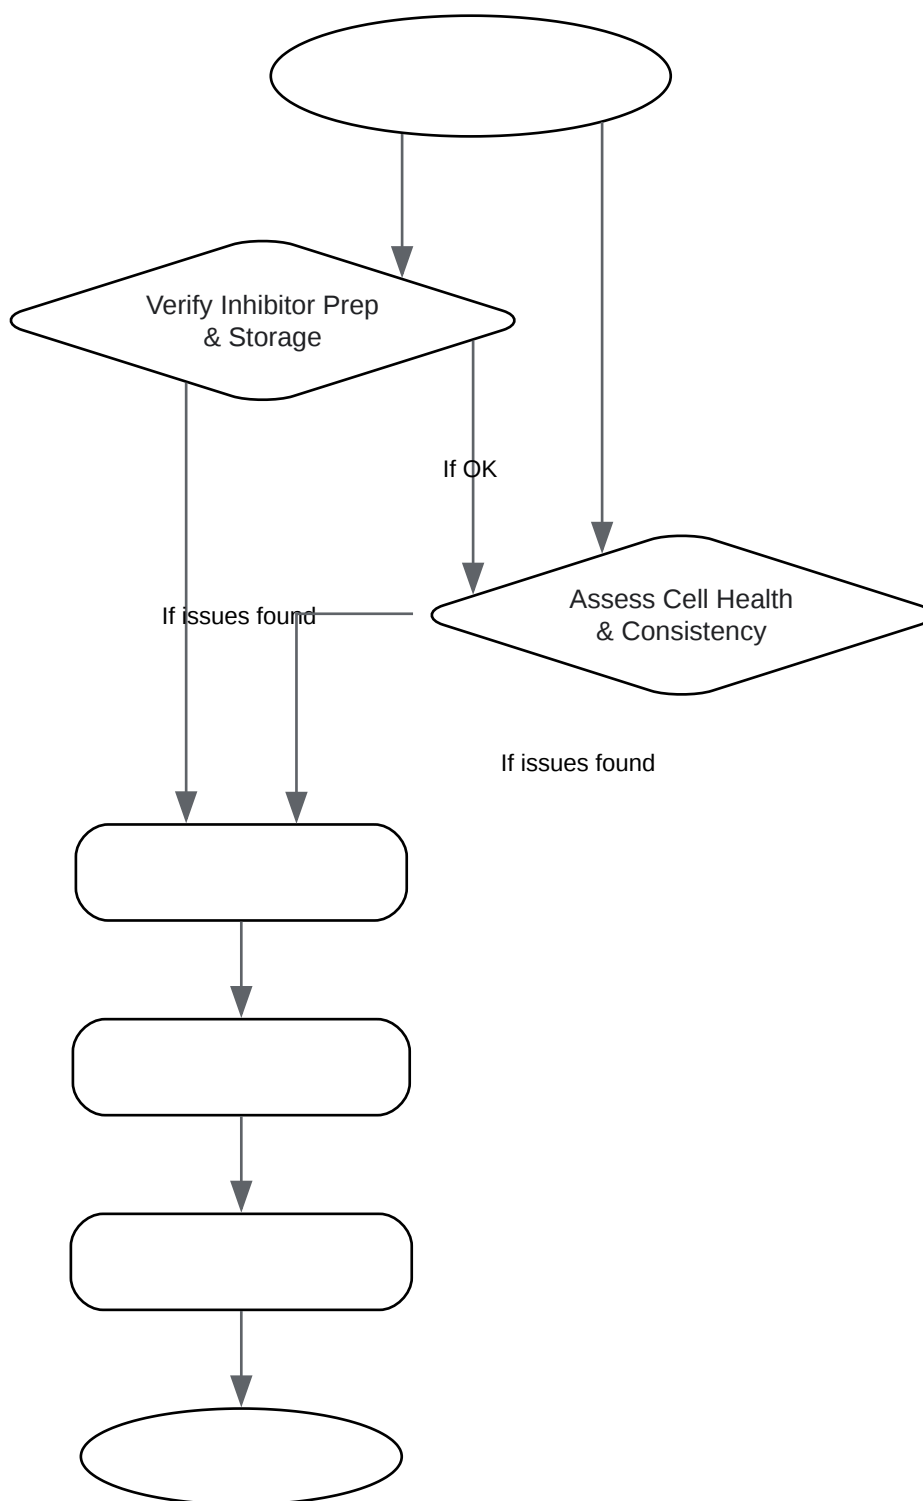 Verify Inhibitor Prep
& Storage
If OK
Assess Cell Health
& Consistency
If issues found
If issues found